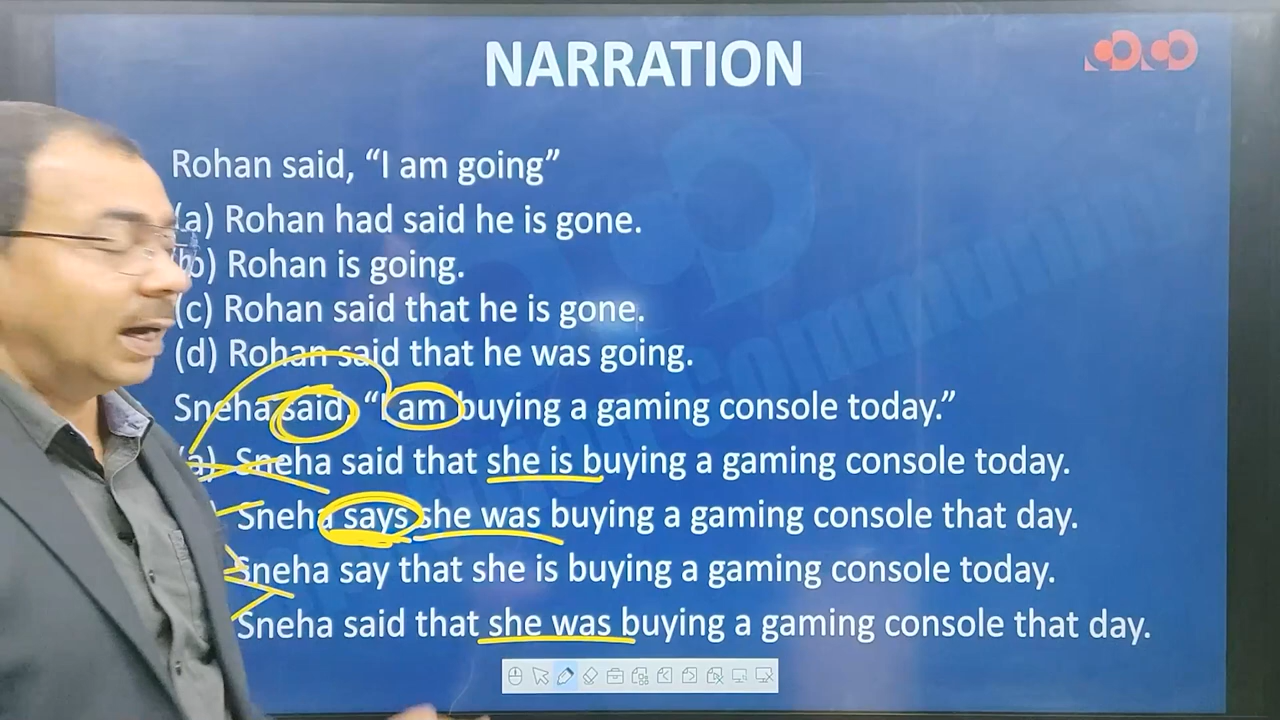 NARRATION
Rohan said, “I am going”
(a) Rohan had said he is gone.
(b) Rohan is going.
(c) Rohan said that he is gone.
(d) Rohan said that he was going.
Sneha said, “I am buying a gaming console today.”
(a) Sneha said that she is buying a gaming console today.
Sneha says she was buying a gaming console that day.
Sneha say that she is buying a gaming console today.
Sneha said that she was buying a gaming console that day.